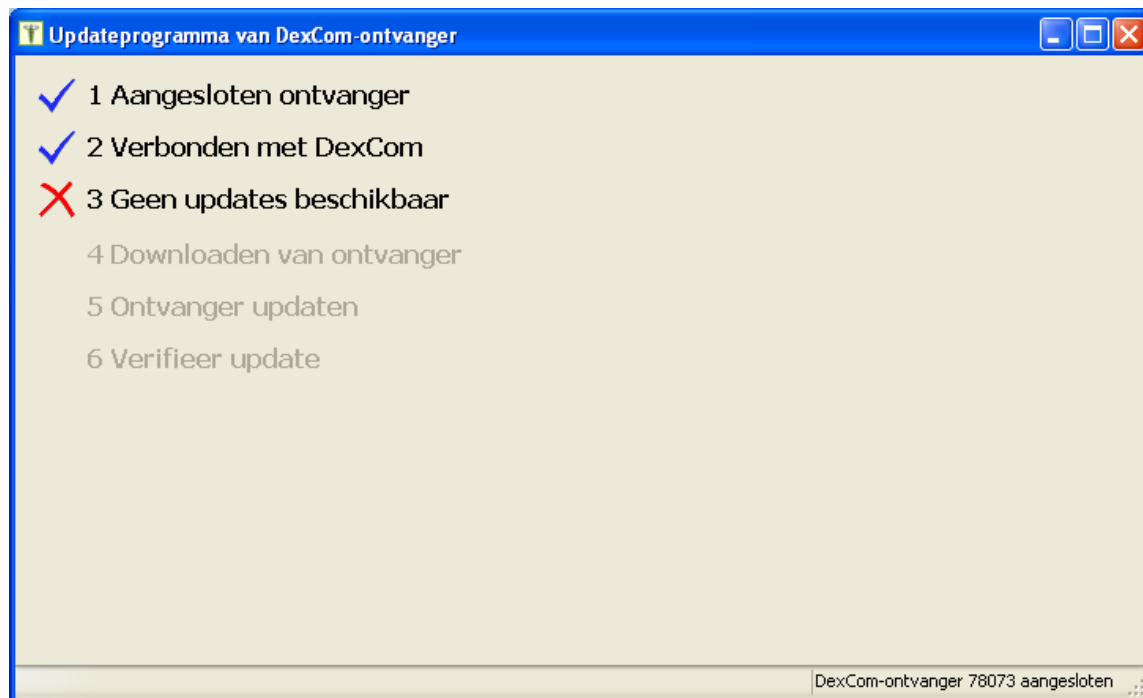 Updateprogramma van DexCom-ontvanger
1 Aangesloten ontvanger
2 Verbonden met DexCom
3 Geen updates beschikbaar
4 Downloaden van ontvanger
5 Ontvanger updaten
6 Verifieer update
DexCom-ontvanger 78073 aangesloten